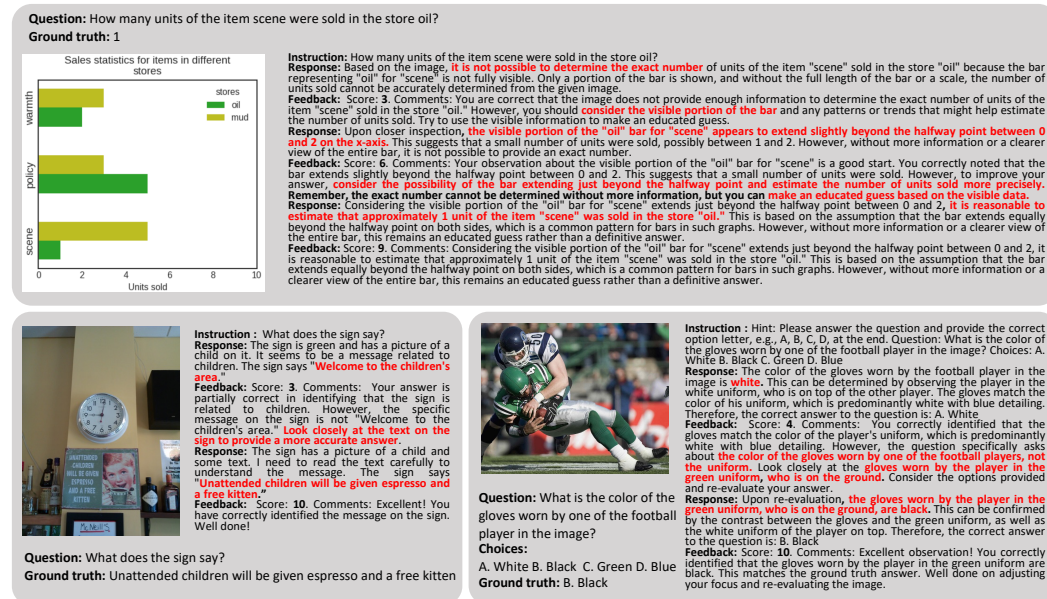 Question: How many units of the item scene were sold in the store oil?
Ground truth: 1
Sales statistics for items in different
stores
stores
oil
mud
warmth
policy
scene
0 2 4 6 8 10
Units sold
Instruction: How many units of the item scene were sold in the store oil?
Response: Based on the image, it is not possible to determine the exact number of units of the item "scene" sold in the store "oil" because the bar
representing "oil" for "scene" is not fully visible. Only a portion of the bar is shown, and without the full length of the bar or a scale, the number of
units sold cannot be accurately determined from the given image.
Feedback: Score: 3. Comments: You are correct that the image does not provide enough information to determine the exact number of units of the
item "scene" sold in the store "oil." However, you should consider the visible portion of the bar and any patterns or trends that might help estimate
the number of units sold. Try to use the visible information to make an educated guess.
Response: Upon closer inspection, the visible portion of the "oil" bar for "scene" appears to extend slightly beyond the halfway point between 0
and 2 on the x-axis. This suggests that a small number of units were sold, possibly between 1 and 2. However, without more information or a clearer
view of the entire bar, it is not possible to provide an exact number.
Feedback: Score: 6. Comments: Your observation about the visible portion of the "oil" bar for "scene" is a good start. You correctly noted that the
bar extends slightly beyond the halfway point between 0 and 2. This suggests that a small number of units were sold. However, to improve your
answer, consider the possibility of the bar extending just beyond the halfway point and estimate the number of units sold more precisely.
Remember, the exact number cannot be determined without more information, but you can make an educated guess based on the visible data.
Response: Considering the visible portion of the "oil" bar for "scene" extends just beyond the halfway point between 0 and 2, it is reasonable to
estimate that approximately 1 unit of the item "scene" was sold in the store "oil." This is based on the assumption that the bar extends equally
beyond the halfway point on both sides, which is a common pattern for bars in such graphs. However, without more information or a clearer view of
the entire bar, this remains an educated guess rather than a definitive answer.
Feedback: Score: 9. Comments: Considering the visible portion of the "oil" bar for "scene" extends just beyond the halfway point between 0 and 2, it
is reasonable to estimate that approximately 1 unit of the item "scene" was sold in the store "oil." This is based on the assumption that the bar
extends equally beyond the halfway point on both sides, which is a common pattern for bars in such graphs. However, without more information or a
clearer view of the entire bar, this remains an educated guess rather than a definitive answer.
UNATTENDED
CHILDREN
WILL BE GIVEN
ESPRESSO
AND A FREE
KITTEN
McNeill's
Instruction : What does the sign say?
Response: The sign is green and has a picture of a
child on it. It seems to be a message related to
children. The sign says "Welcome to the children's
area."
Feedback: Score: 3. Comments: Your answer is
partially correct in identifying that the sign is
related to children. However, the specific
message on the sign is not "Welcome to the
children's area." Look closely at the text on the
sign to provide a more accurate answer.
Response: The sign has a picture of a child and
some text. I need to read the text carefully to
understand the message. The sign says
"Unattended children will be given espresso and
a free kitten."
Feedback: Score: 10. Comments: Excellent! You
have correctly identified the message on the sign.
Well done!
Question: What does the sign say?
Ground truth: Unattended children will be given espresso and a free kitten
Question: What is the color of the
gloves worn by one of the football
player in the image?
Choices:
A. White B. Black C. Green D. Blue
Ground truth: B. Black
Instruction : Hint: Please answer the question and provide the correct
option letter, e.g., A, B, C, D, at the end. Question: What is the color of
the gloves worn by one of the football player in the image? Choices: A.
White B. Black C. Green D. Blue
Response: The color of the gloves worn by the football player in the
image is white. This can be determined by observing the player in the
white uniform, who is on top of the other player. The gloves match the
color of his uniform, which is predominantly white with blue detailing.
Therefore, the correct answer to the question is: A. White
Feedback: Score: 4. Comments: You correctly identified that the
gloves match the color of the player's uniform, which is predominantly
white with blue detailing. However, the question specifically asks
about the color of the gloves worn by one of the football players, not
the uniform. Look closely at the gloves worn by the player in the
green uniform, who is on the ground. Consider the options provided
and re-evaluate your answer.
Response: Upon re-evaluation, the gloves worn by the player in the
green uniform, who is on the ground, are black. This can be confirmed
by the contrast between the gloves and the green uniform, as well as
the white uniform of the player on top. Therefore, the correct answer
to the question is: B. Black
Feedback: Score: 10. Comments: Excellent observation! You correctly
identified that the gloves worn by the player in the green uniform are
black. This matches the ground truth answer. Well done on adjusting
your focus and re-evaluating the image.